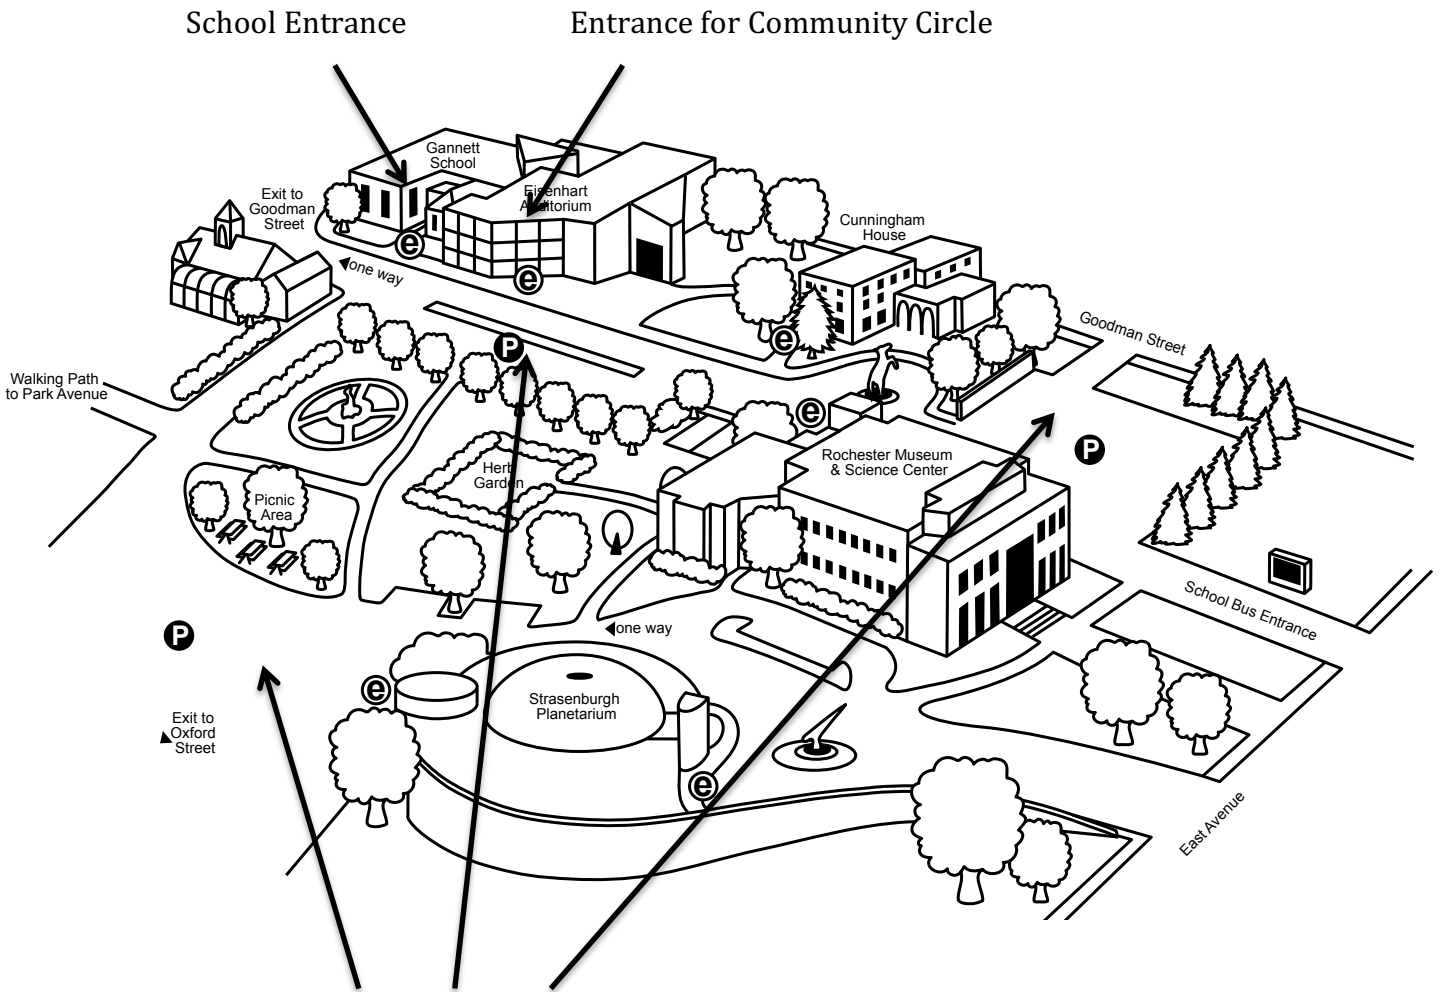 School Entrance
Entrance for Community Circle
Gannett
School
Exit to
Goodman
Street
Eisenhart
Auditorium
Cunningham
House
e
one way
e
Goodman Street
P
e
Walking Path
to Park Avenue
e
Rochester Museum
& Science Center
P
Herb
Garden
Picnic
Area
School Bus Entrance
P
one way
e
Strasenburgh
Planetarium
Exit to
Oxford
Street
e
East Avenue